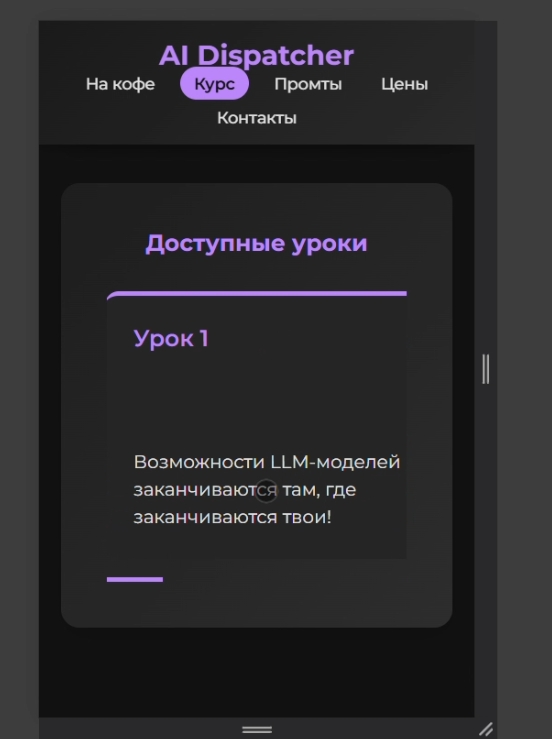 AI Dispatcher
На кофе Курс Промты Цены
Контакты
Доступные уроки
Урок 1
Возможности LLM-моделей
заканчиваются там, где
заканчиваются твои!